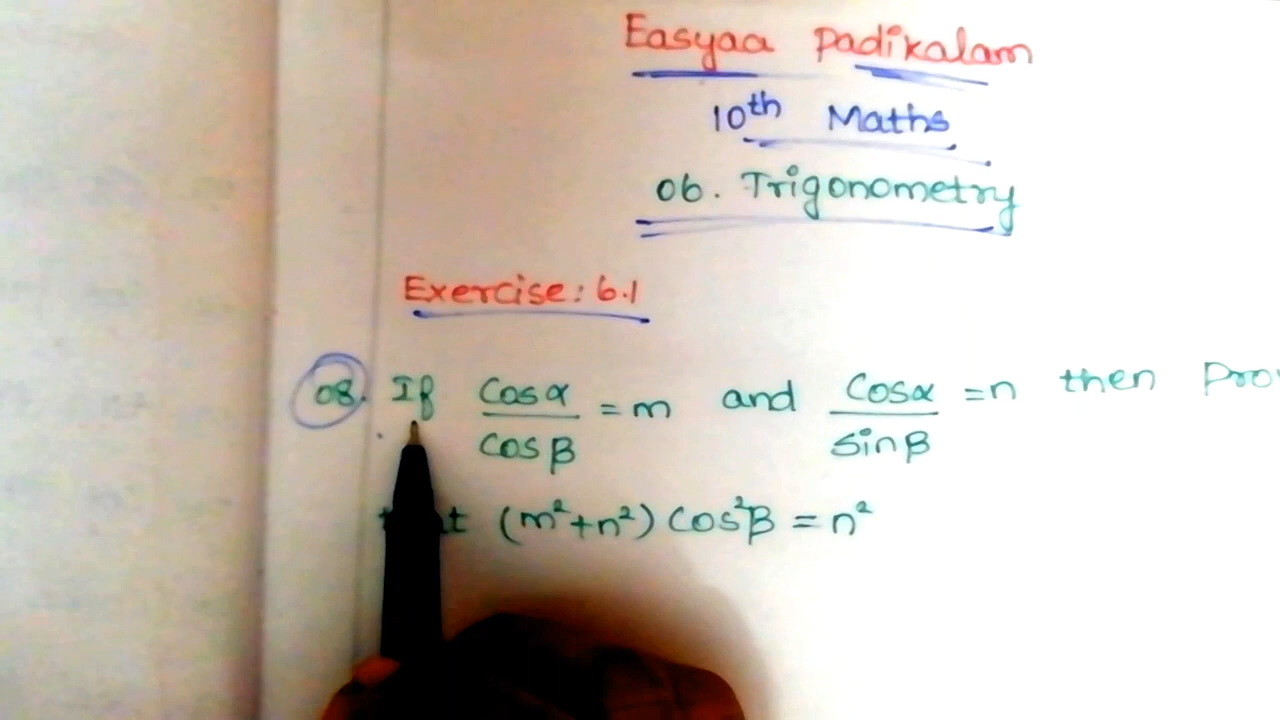 Easyaa Padikalam
10th Maths
06. Trigonometry
Exercise: 6.1
08. If Cosα/Cosβ = m and Cosα/Sinβ = n then
(m²+n²) Cos²β = n²